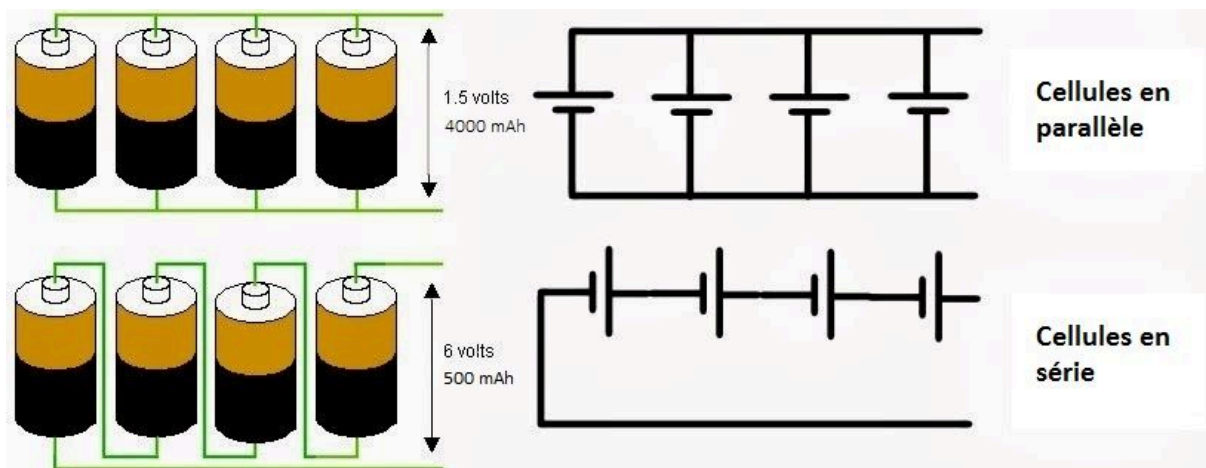 1.5 volts
4000 mAh
Cellules en
parallèle
6 volts
500 mAh
Cellules en
série